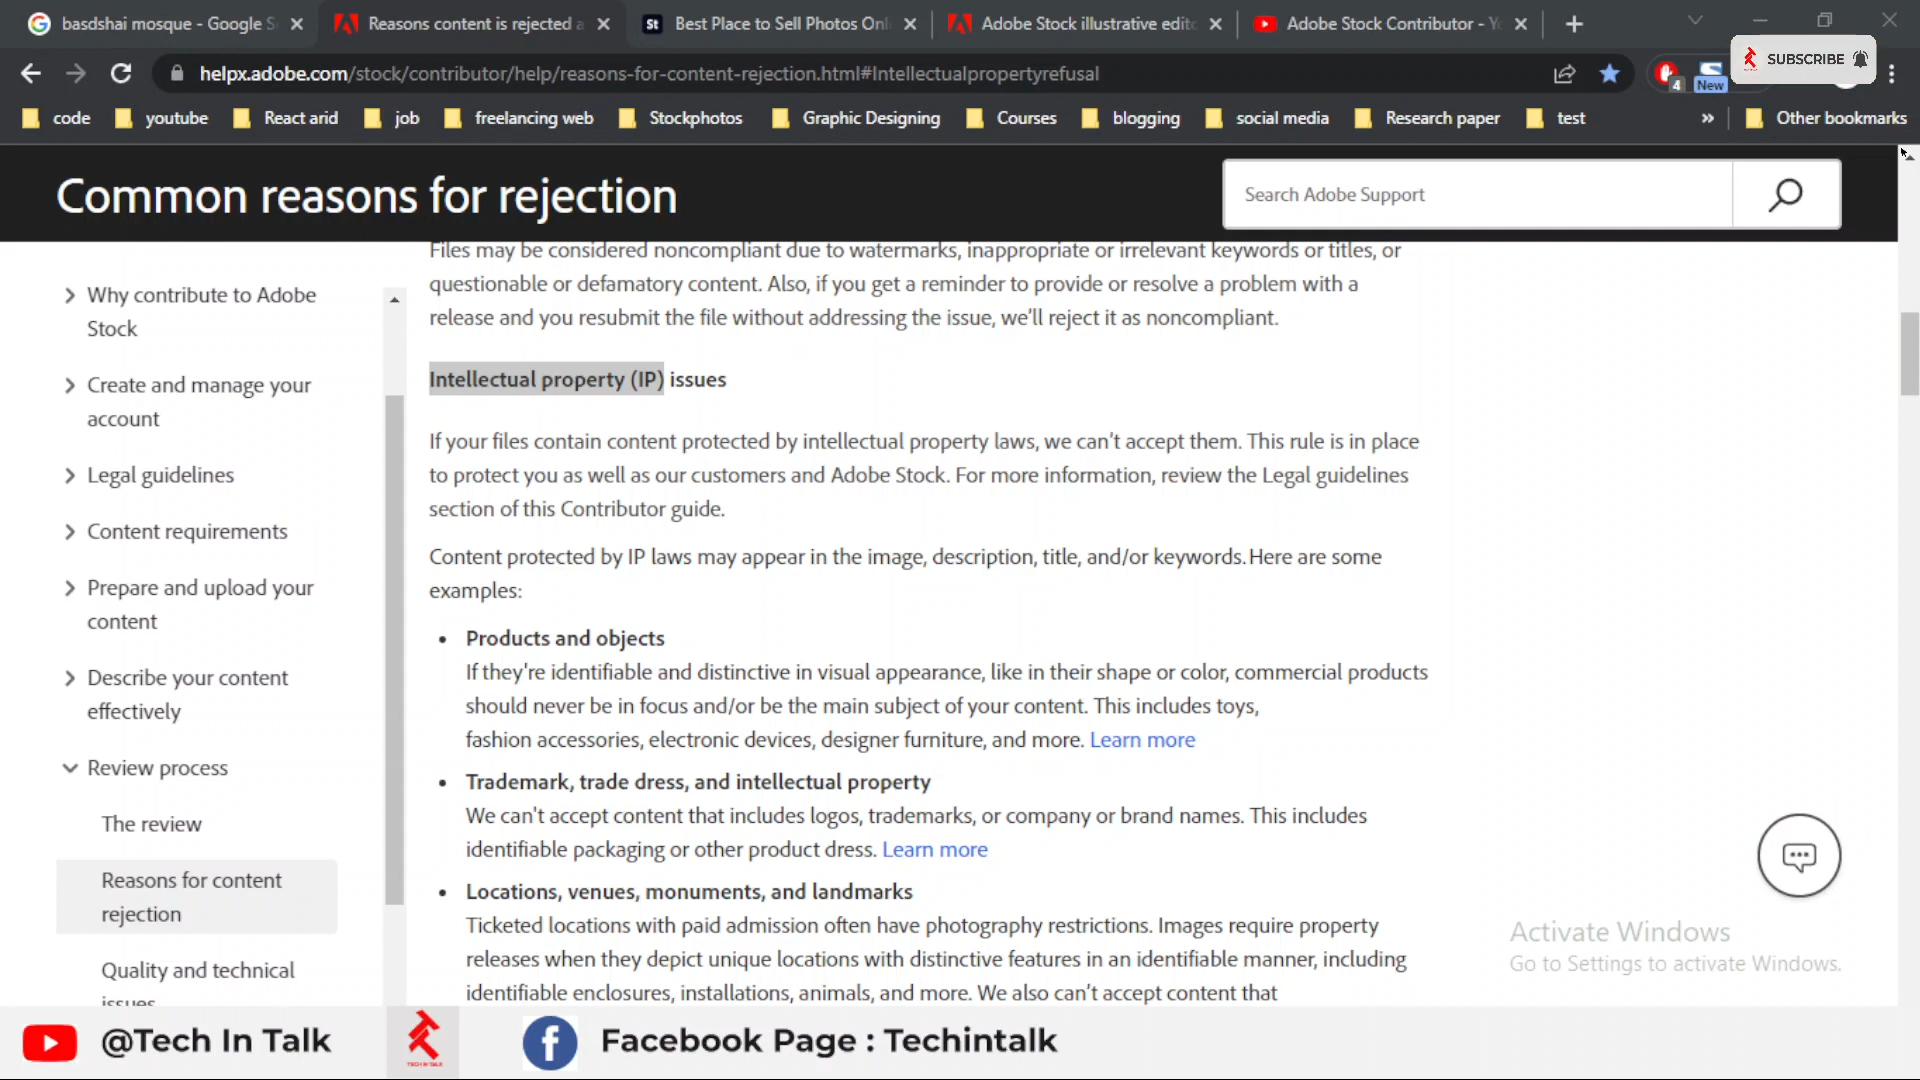 basdshai mosque - Google S
Reasons content is rejected a
St Best Place to Sell Photos Onl
Adobe Stock illustrative edito
Adobe Stock Contributor - Yo
helpx.adobe.com/stock/contributor/help/reasons-for-content-rejection.html#Intellectualpropertyrefusal
4
New
SUBSCRIBE
code youtube React arid job freelancing web Stockphotos Graphic Designing Courses blogging social media Research paper test » Other bookmarks
Common reasons for rejection
Search Adobe Support
Why contribute to Adobe
Stock
Create and manage your
account
Legal guidelines
Content requirements
Prepare and upload your
content
Describe your content
effectively
Review process
The review
Reasons for content
rejection
Quality and technical
issues
Files may be considered noncompliant due to watermarks, inappropriate or irrelevant keywords or titles, or
questionable or defamatory content. Also, if you get a reminder to provide or resolve a problem with a
release and you resubmit the file without addressing the issue, we'll reject it as noncompliant.
Intellectual property (IP) issues
If your files contain content protected by intellectual property laws, we can't accept them. This rule is in place
to protect you as well as our customers and Adobe Stock. For more information, review the Legal guidelines
section of this Contributor guide.
Content protected by IP laws may appear in the image, description, title, and/or keywords. Here are some
examples:
• Products and objects
If they're identifiable and distinctive in visual appearance, like in their shape or color, commercial products
should never be in focus and/or be the main subject of your content. This includes toys,
fashion accessories, electronic devices, designer furniture, and more. Learn more
• Trademark, trade dress, and intellectual property
We can't accept content that includes logos, trademarks, or company or brand names. This includes
identifiable packaging or other product dress. Learn more
• Locations, venues, monuments, and landmarks
Ticketed locations with paid admission often have photography restrictions. Images require property
releases when they depict unique locations with distinctive features in an identifiable manner, including
identifiable enclosures, installations, animals, and more. We also can't accept content that
Activate Windows
Go to Settings to activate Windows.
@Tech In Talk
TECH IN TALK
Facebook Page : Techintalk